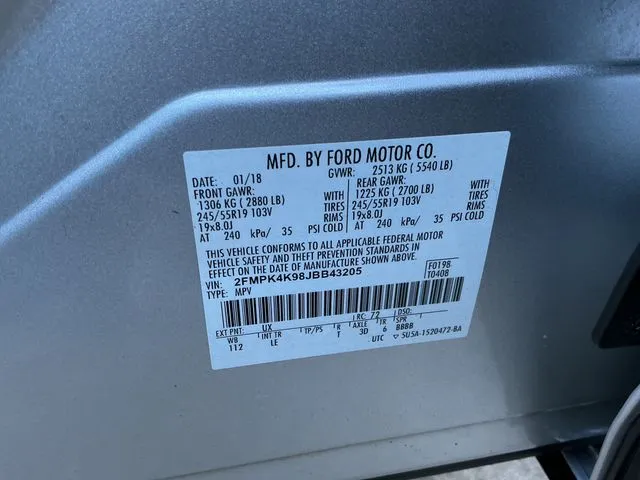 MFD. BY FORD MOTOR CO.
DATE: 01/18 GVWR: 2513 KG ( 5540 LB)
FRONT GAWR: REAR GAWR:
1306 KG ( 2880 LB) WITH 1225 KG ( 2700 LB) WITH
245/55R19 103V TIRES 245/55R19 103V TIRES
19x8.0J RIMS 19x8.0J RIMS
AT 240 kPa/ 35 PSI COLD AT 240 kPa/ 35 PSI COLD
THIS VEHICLE CONFORMS TO ALL APPLICABLE FEDERAL MOTOR
VEHICLE SAFETY AND THEFT PREVENTION STANDARDS IN
EFFECT ON THE DATE OF MANUFACTURE SHOWN ABOVE.
VIN: 2FMPK4K98JBB43205 F0198
TYPE: MPV T0408
EXT PNT: UX RC: 72 DSO:
WB INT TR TP/PS R AXLE TR SPR
112 LE T 3D 6 BBBB
UTC ▽ 5U5A-1520472-BA